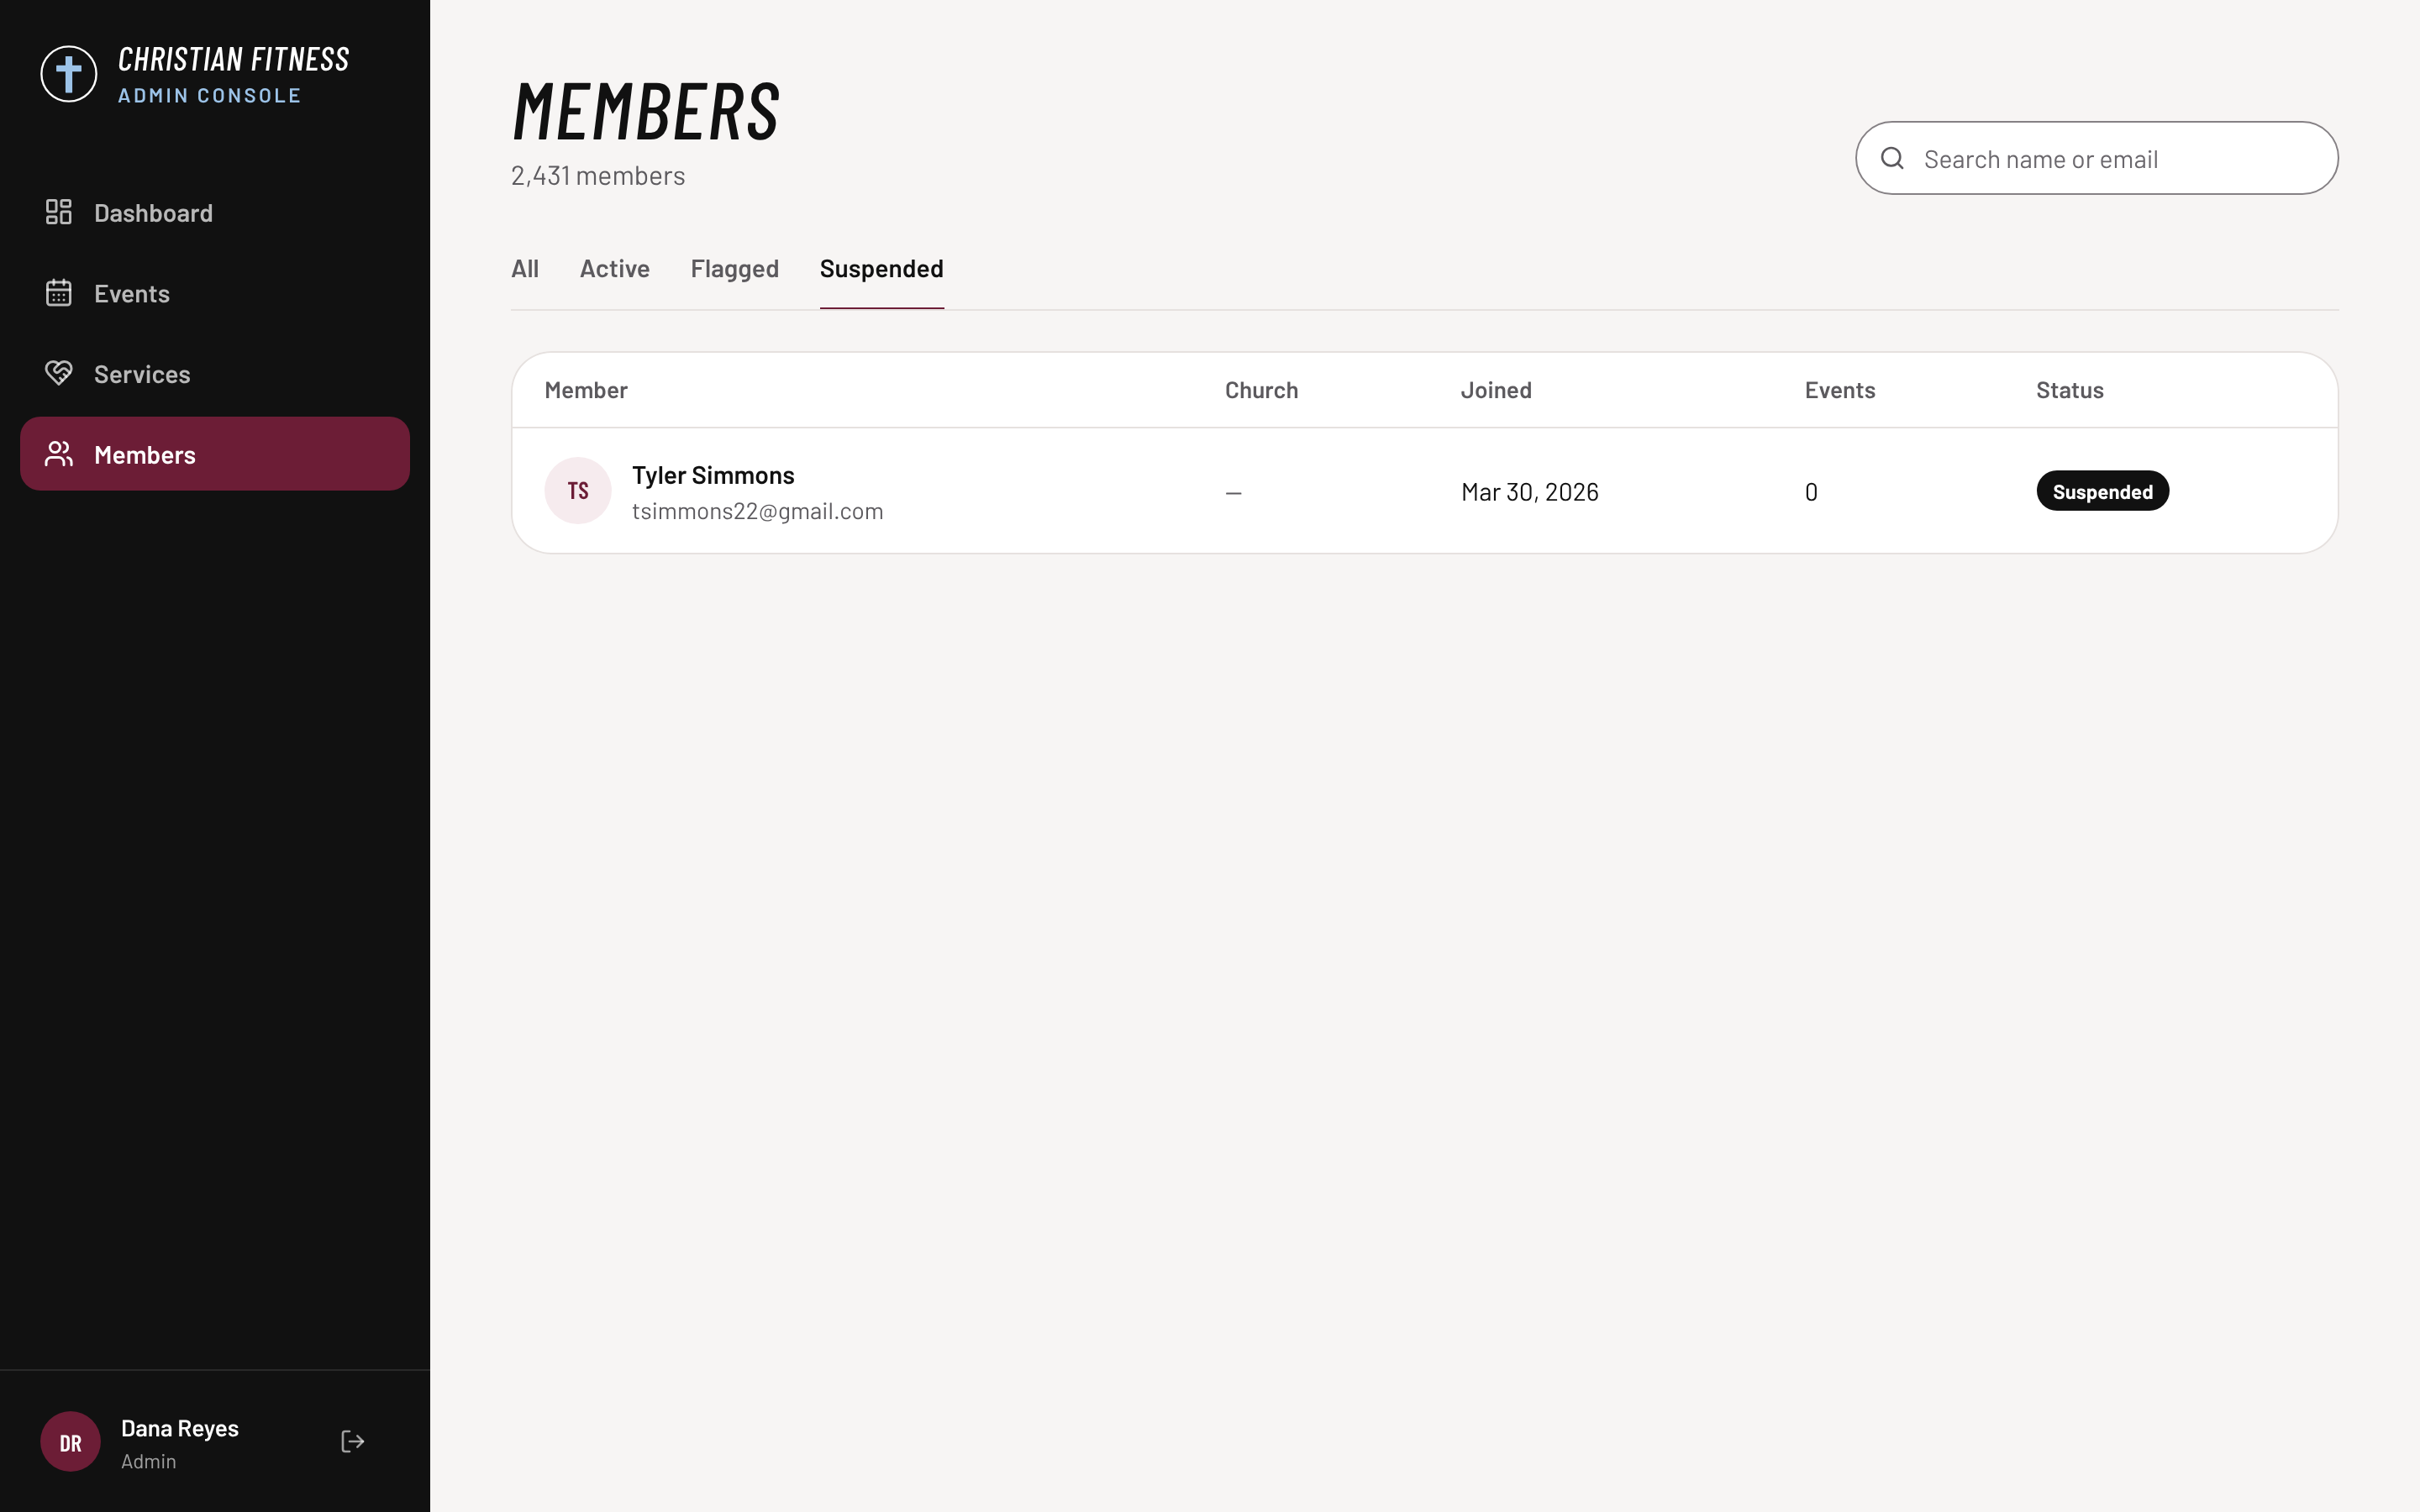 CHRISTIAN FITNESS
ADMIN CONSOLE
Dashboard
Events
Services
Members
DR
Dana Reyes
Admin
MEMBERS
2,431 members
Search name or email
All Active Flagged Suspended
Member Church Joined Events Status
TS
Tyler Simmons
tsimmons22@gmail.com
— Mar 30, 2026 0 Suspended